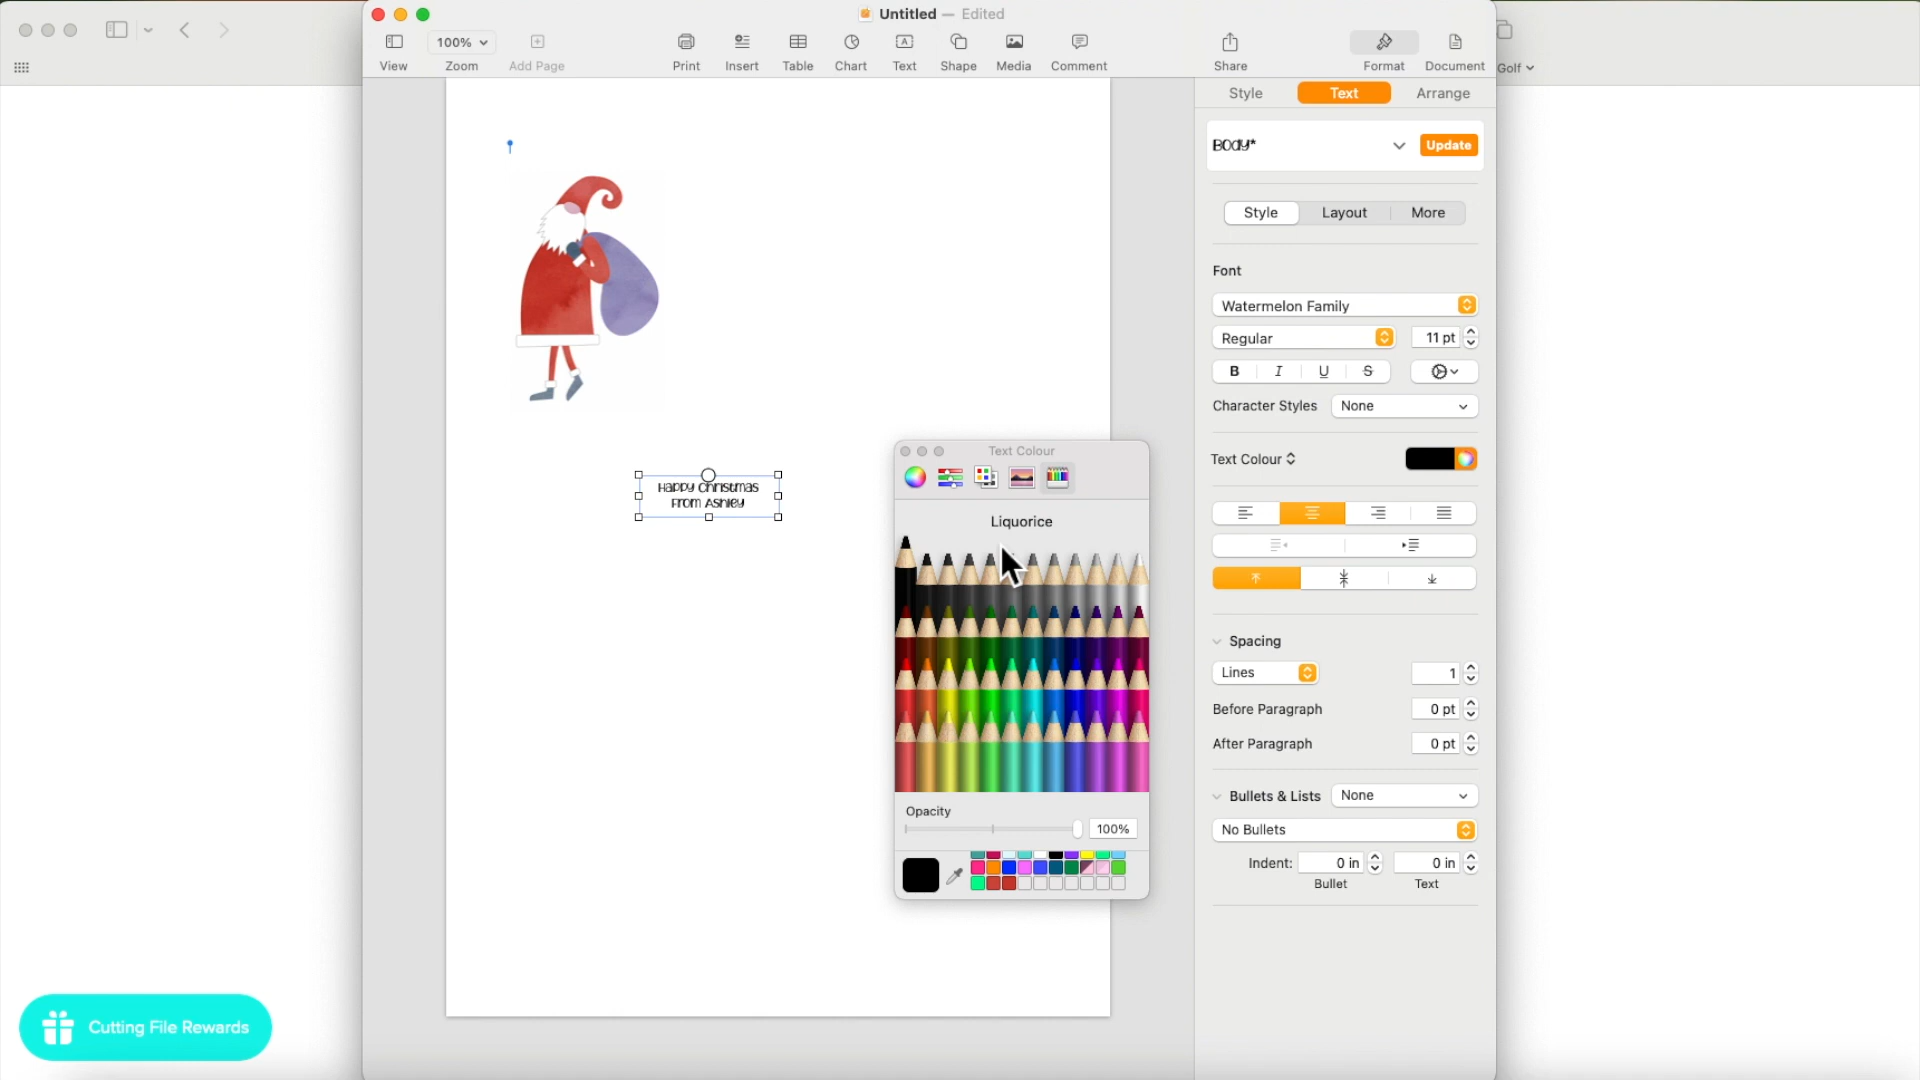 Untitled — Edited
View
100%
Zoom
Add Page
Print
Insert
Table
Chart
Text
Shape
Media
Comment
Share
Format
Document
Golf
Style
Text
Arrange
Body*
Update
Style
Layout
More
Font
Watermelon Family
Regular
11 pt
B
I
U
S
Character Styles
None
Text Colour
Spacing
Lines
1
Before Paragraph
0 pt
After Paragraph
0 pt
Bullets & Lists
None
No Bullets
Indent:
0 in
0 in
Bullet
Text
Happy Christmas
From Ashley
Text Colour
Liquorice
Opacity
100%
Cutting File Rewards